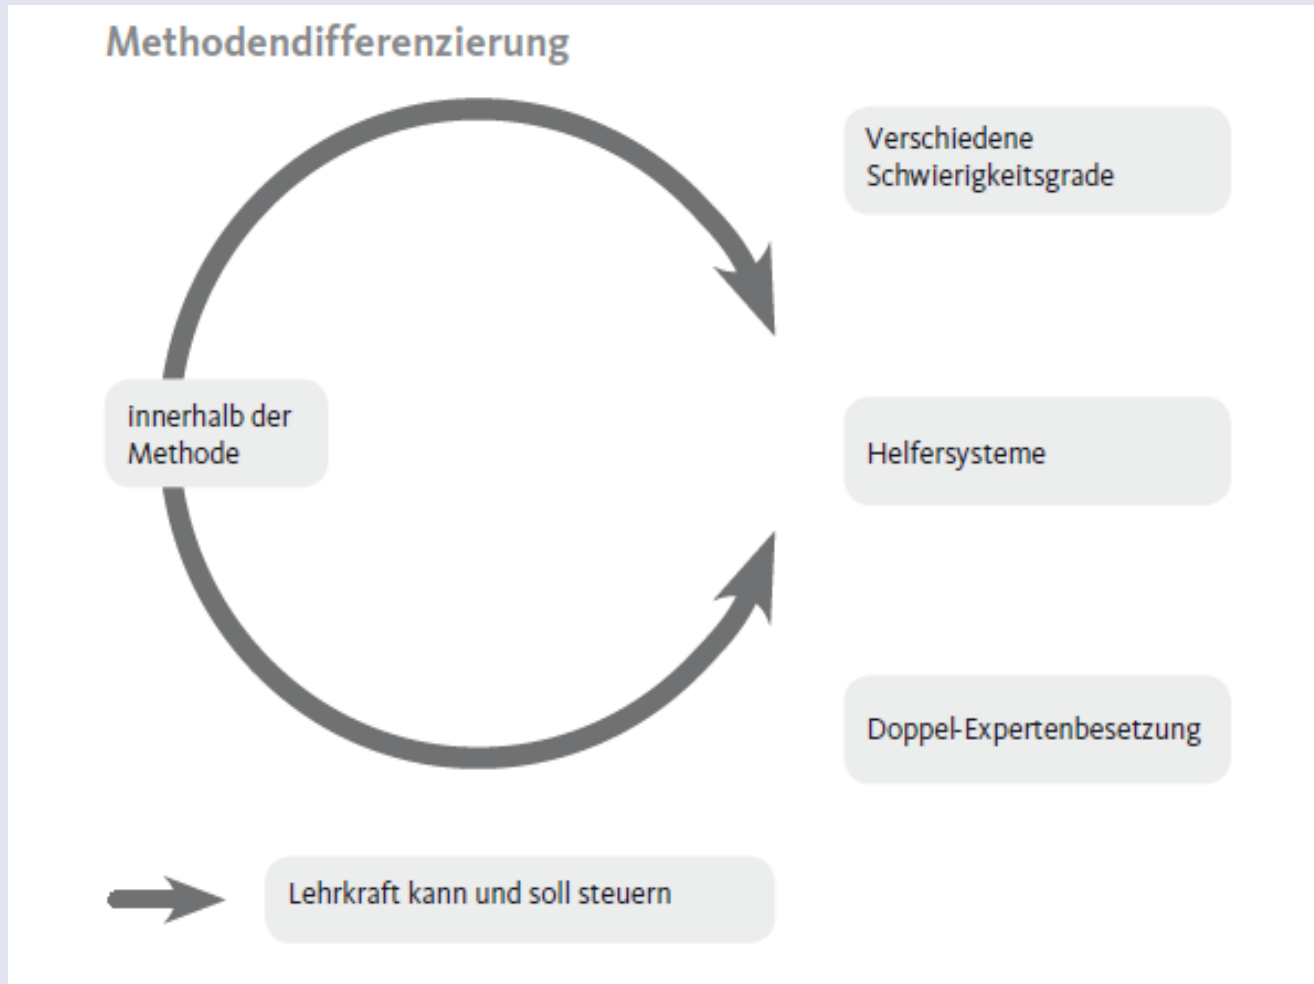 Methodendifferenzierung
Verschiedene
Schwierigkeitsgrade
innerhalb der
Methode
Helfersysteme
Doppel-Expertenbesetzung
Lehrkraft kann und soll steuern